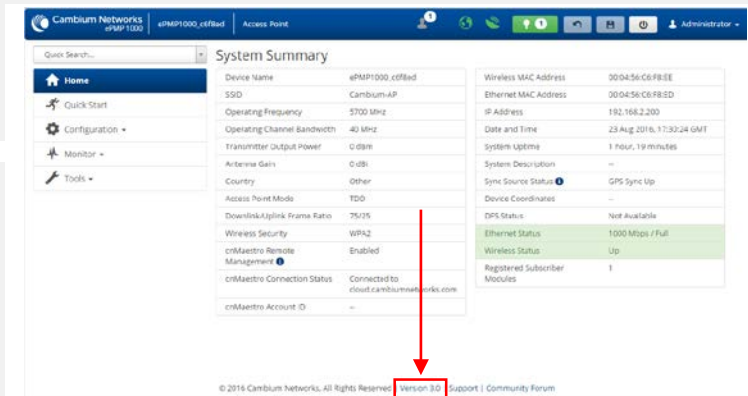 Cambium Networks
ePMP 1000
ePMP1000_c6f8ed
Access Point
1
1
Administrator
Quick Search...
System Summary
Home
Quick Start
Configuration
Monitor
Tools
Device Name ePMP1000_c6f8ed
SSID Cambium-AP
Operating Frequency 5700 MHz
Operating Channel Bandwidth 40 MHz
Transmitter Output Power 0 dBm
Antenna Gain 0 dBi
Country Other
Access Point Mode TDD
Downlink/Uplink Frame Ratio 75/25
Wireless Security WPA2
cnMaestro Remote Management Enabled
cnMaestro Connection Status Connected to
cloud.cambiumnetworks.com
cnMaestro Account ID --
Wireless MAC Address 00:04:56:C6:F8:EE
Ethernet MAC Address 00:04:56:C6:F8:ED
IP Address 192.168.2.200
Date and Time 23 Aug 2016, 17:30:24 GMT
System Uptime 1 hour, 19 minutes
System Description --
Sync Source Status GPS Sync Up
Device Coordinates --
DFS Status Not Available
Ethernet Status 1000 Mbps / Full
Wireless Status Up
Registered Subscriber Modules 1
© 2016 Cambium Networks, All Rights Reserved | Version 3.0 | Support | Community Forum